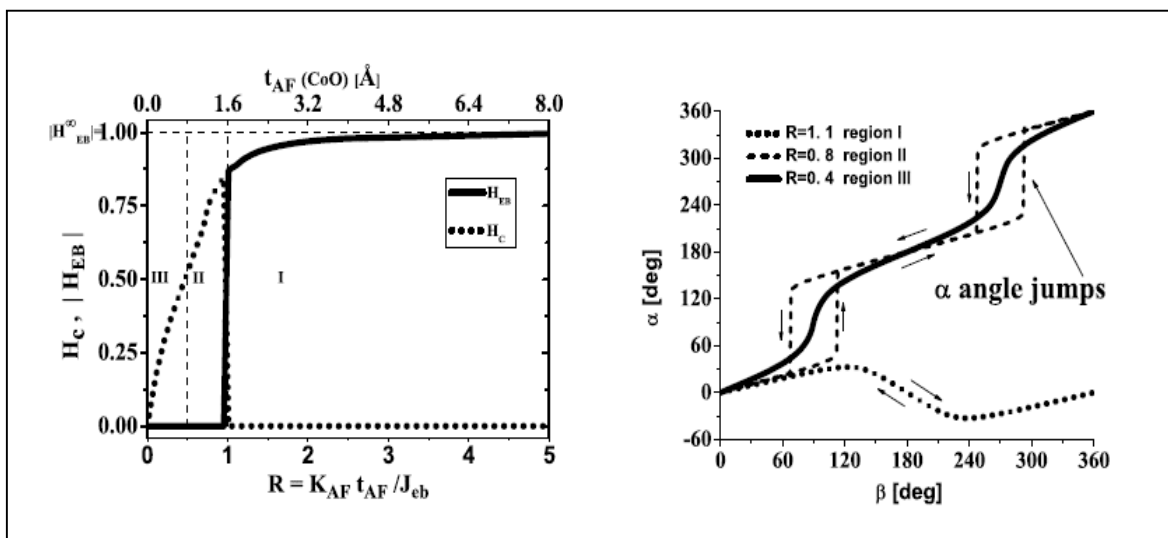 t_AF (CoO) [Å]
0.0 1.6 3.2 4.8 6.4 8.0
|H^∞_EB|=1.00
0.75
0.50
0.25
0.00
H_C , | H_EB |
III II I
H_EB
H_C
0 1 2 3 4 5
R = K_AF t_AF /J_eb
360
300
240
180
120
60
0
-60
α [deg]
R=1. 1 region I
R=0. 8 region II
R=0. 4 region III
α angle jumps
0 60 120 180 240 300 360
β [deg]